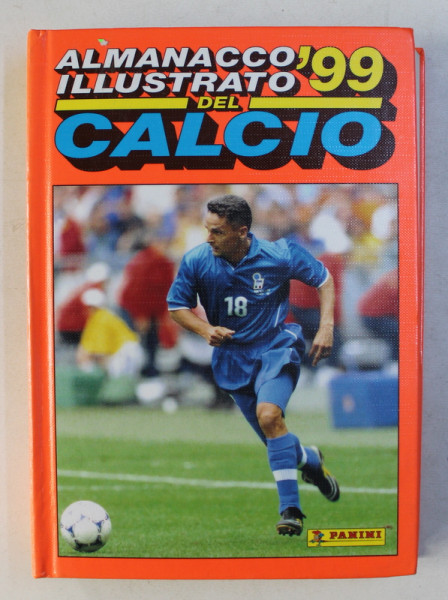 ALMANACCO '99
ILLUSTRATO
DEL
CALCIO
18
PANINI